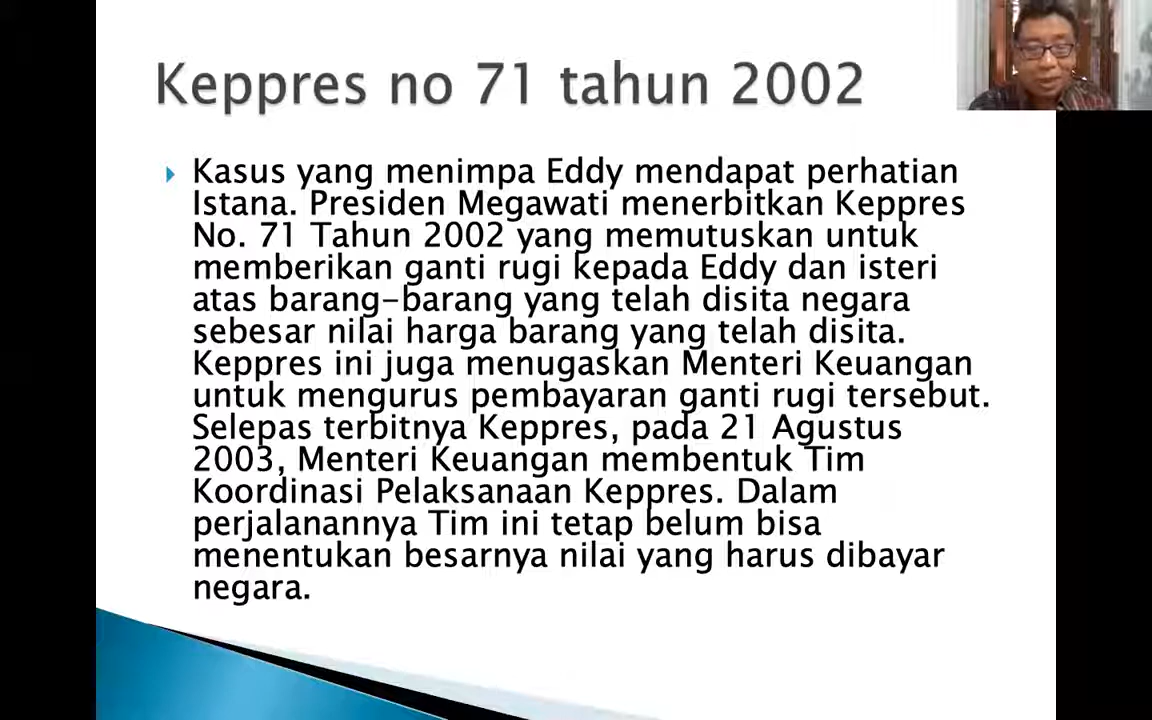 Keppres no 71 tahun 2002
Kasus yang menimpa Eddy mendapat perhatian
Istana. Presiden Megawati menerbitkan Keppres
No. 71 Tahun 2002 yang memutuskan untuk
memberikan ganti rugi kepada Eddy dan isteri
atas barang-barang yang telah disita negara
sebesar nilai harga barang yang telah disita.
Keppres ini juga menugaskan Menteri Keuangan
untuk mengurus pembayaran ganti rugi tersebut.
Selepas terbitnya Keppres, pada 21 Agustus
2003, Menteri Keuangan membentuk Tim
Koordinasi Pelaksanaan Keppres. Dalam
perjalanannya Tim ini tetap belum bisa
menentukan besarnya nilai yang harus dibayar
negara.